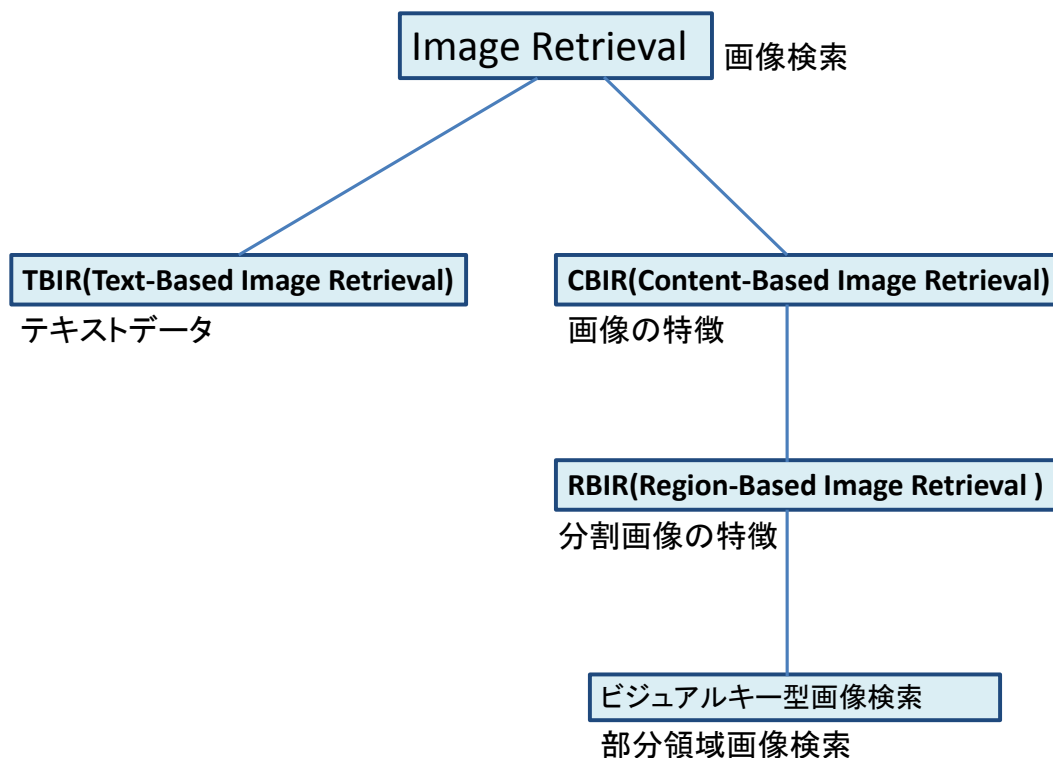 Image Retrieval
画像検索
TBIR(Text-Based Image Retrieval)
テキストデータ
CBIR(Content-Based Image Retrieval)
画像の特徴
RBIR(Region-Based Image Retrieval )
分割画像の特徴
ビジュアルキー型画像検索
部分領域画像検索